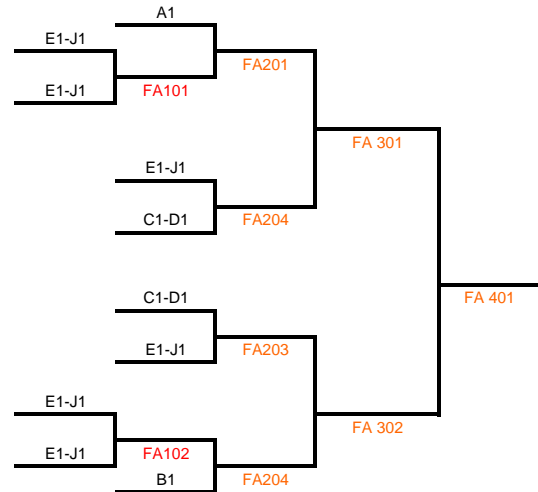 A1
E1-J1
FA201
E1-J1
FA101
FA 301
E1-J1
C1-D1
FA204
C1-D1
FA 401
E1-J1
FA203
E1-J1
FA 302
E1-J1
FA102
B1
FA204